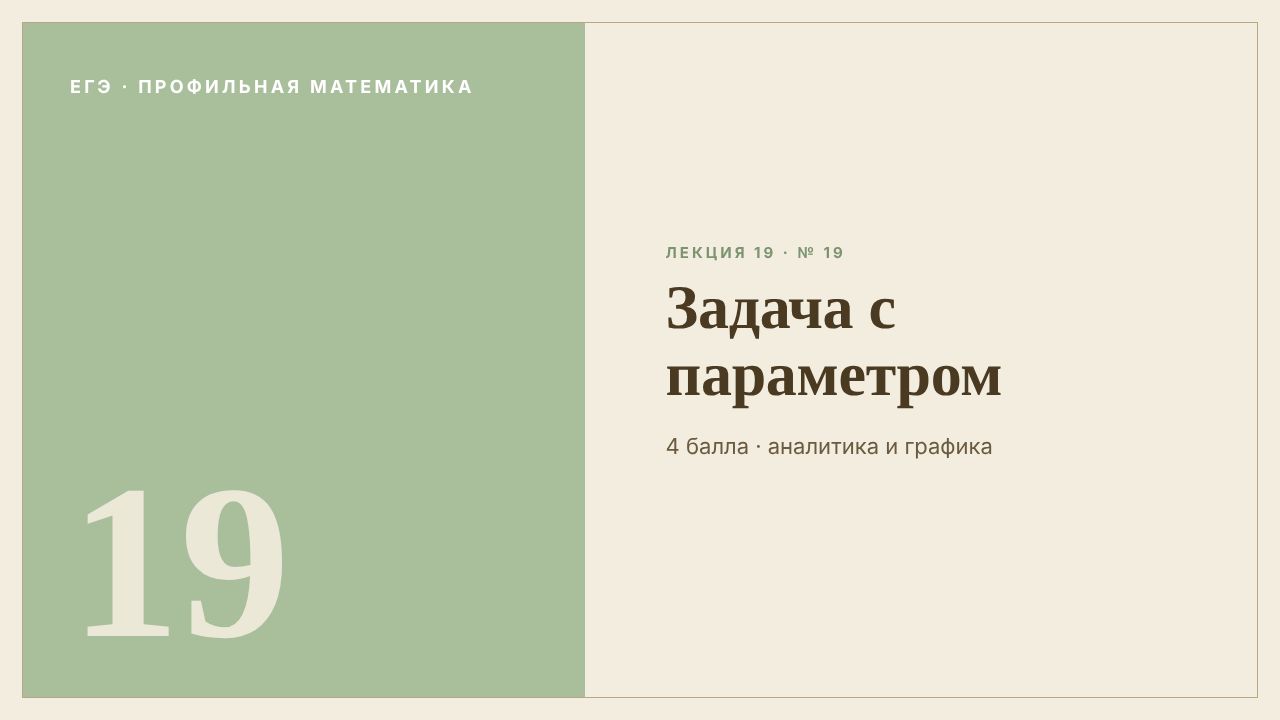 ЕГЭ · ПРОФИЛЬНАЯ МАТЕМАТИКА
19
ЛЕКЦИЯ 19 · № 19
Задача с
параметром
4 балла · аналитика и графика